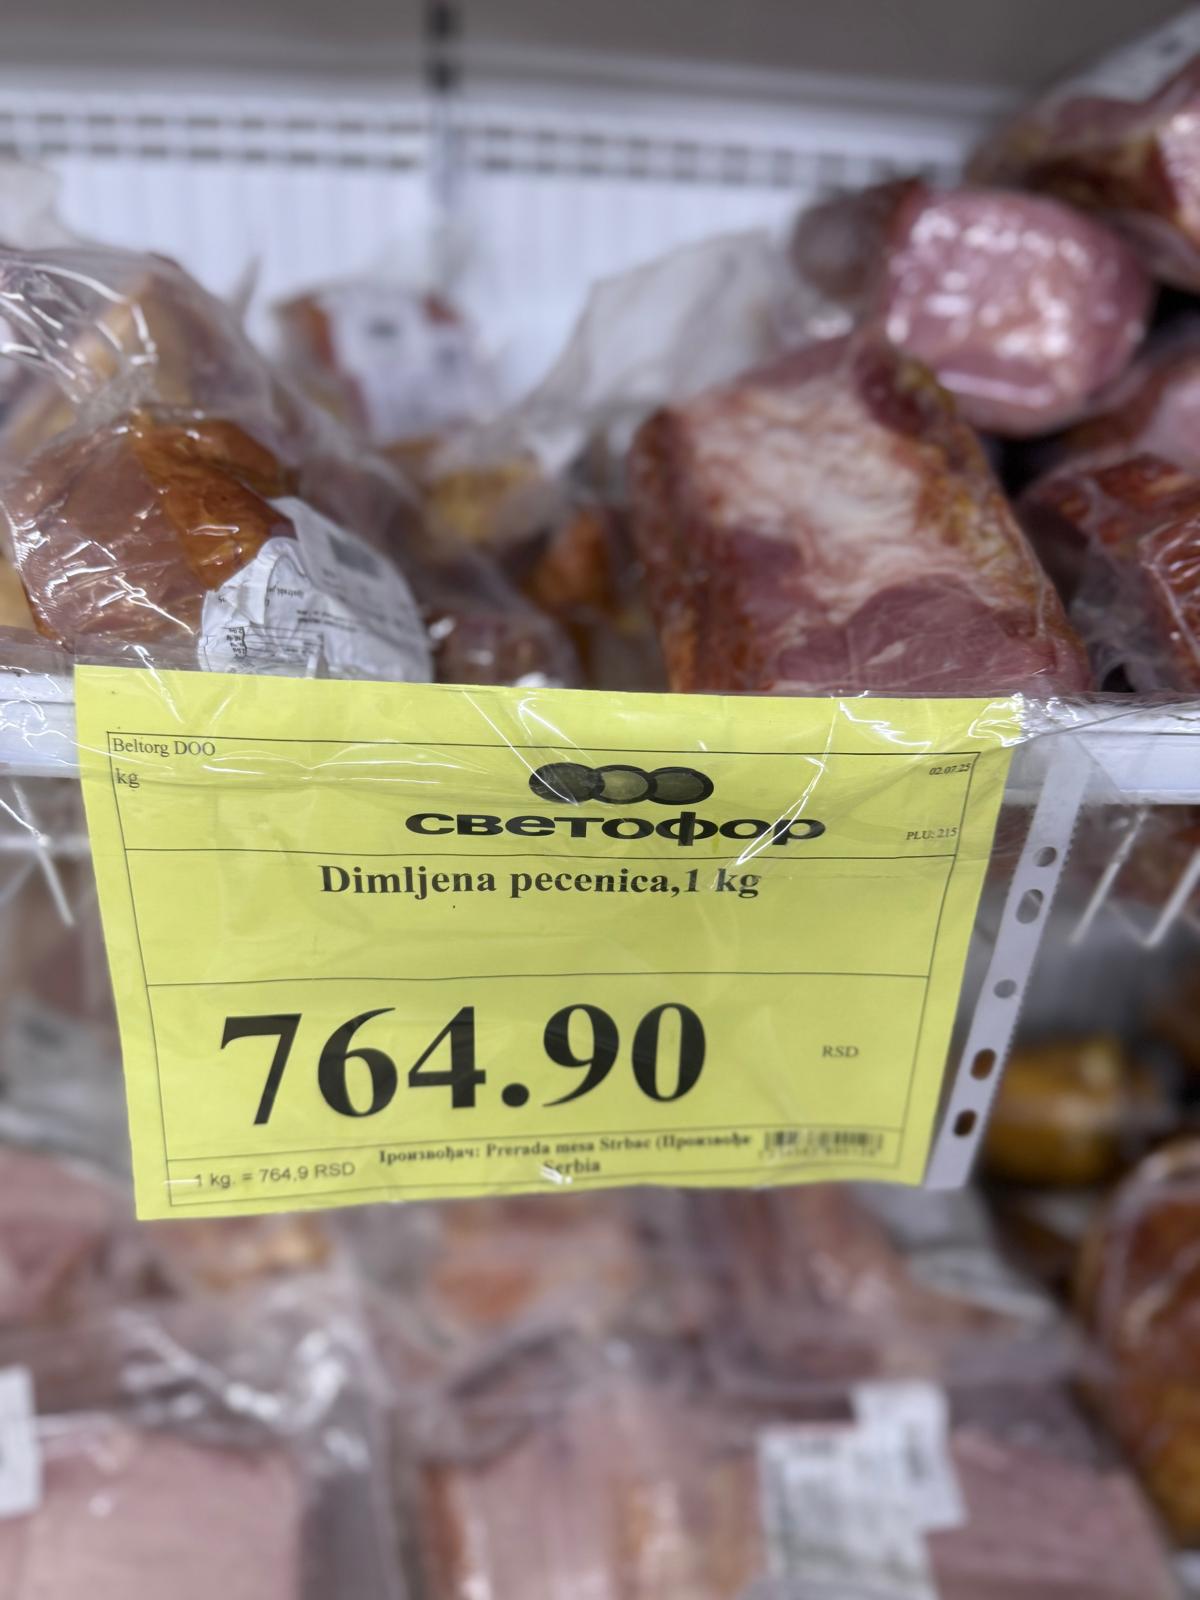 Beltorg DOO
kg
02.07.25
светофор
PLU: 215
Dimljena pecenica,1 kg
764.90
RSD
1 kg. = 764,9 RSD
Іроизвођач: Prerada mesa Strbac (Произвође
Serbia